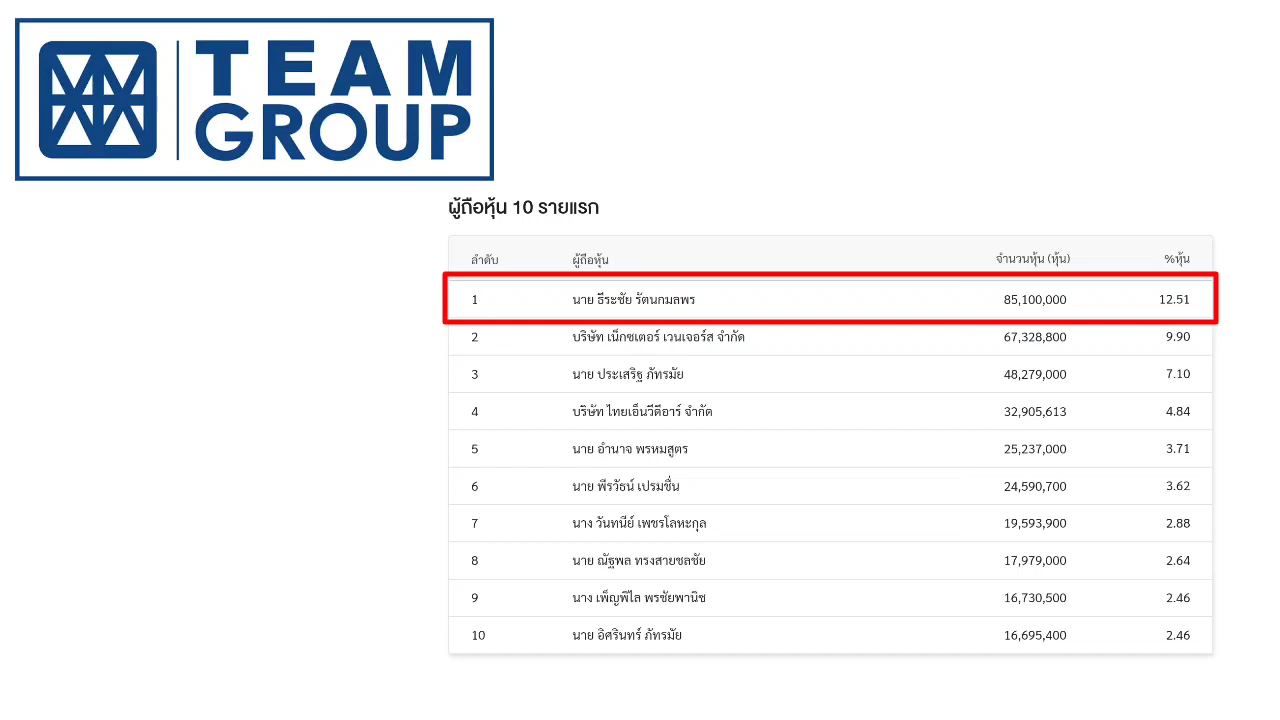 TEAM
GROUP
ผู้ถือหุ้น 10 รายแรก
ลำดับ ผู้ถือหุ้น จำนวนหุ้น (หุ้น) %หุ้น
1 นาย ธีระชัย รัตนกมลพร 85,100,000 12.51
2 บริษัท เน็กซเตอร์ เวนเจอร์ส จำกัด 67,328,800 9.90
3 นาย ประเสริฐ ภัทรมัย 48,279,000 7.10
4 บริษัท ไทยเอ็นวีดีอาร์ จำกัด 32,905,613 4.84
5 นาย อำนาจ พรหมสูตร 25,237,000 3.71
6 นาย พีรวัธน์ เปรมชื่น 24,590,700 3.62
7 นาง วันทนีย์ เพชรโลหะกุล 19,593,900 2.88
8 นาย ณัฐพล ทรงสายชลชัย 17,979,000 2.64
9 นาง เพ็ญพิไล พรชัยพานิช 16,730,500 2.46
10 นาย อิศรินทร์ ภัทรมัย 16,695,400 2.46